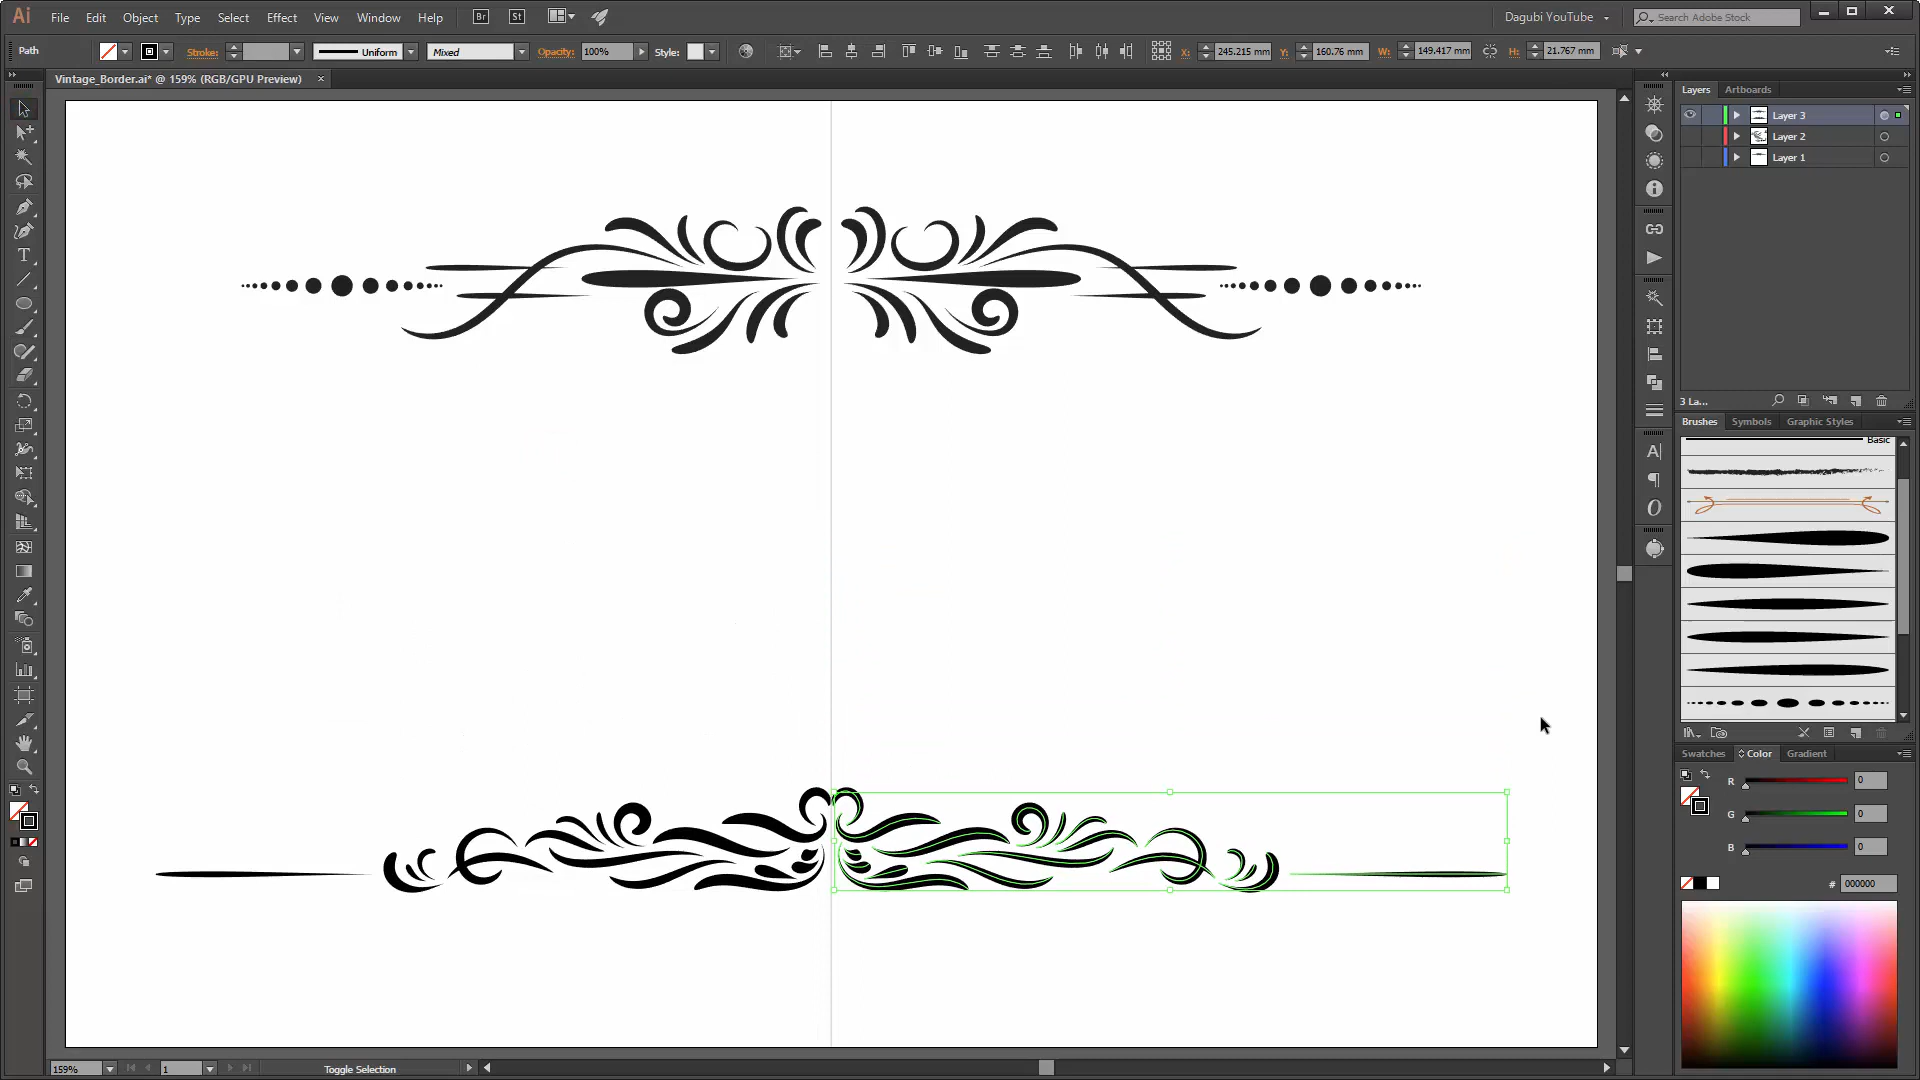 Ai File Edit Object Type Select Effect View Window Help Br St Dagubi YouTube Search Adobe Stock
Path Stroke: Uniform Mixed Opacity: 100% Style: X: 245.215 mm Y: 160.76 mm W: 149.417 mm H: 21.767 mm
Vintage_Border.ai* @ 159% (RGB/GPU Preview) ×
Layers Artboards
Layer 3
Layer 2
Layer 1
3 La...
Brushes Symbols Graphic Styles
Basic
Swatches Color Gradient
R 0
G 0
B 0
# 000000
159% 1 Toggle Selection